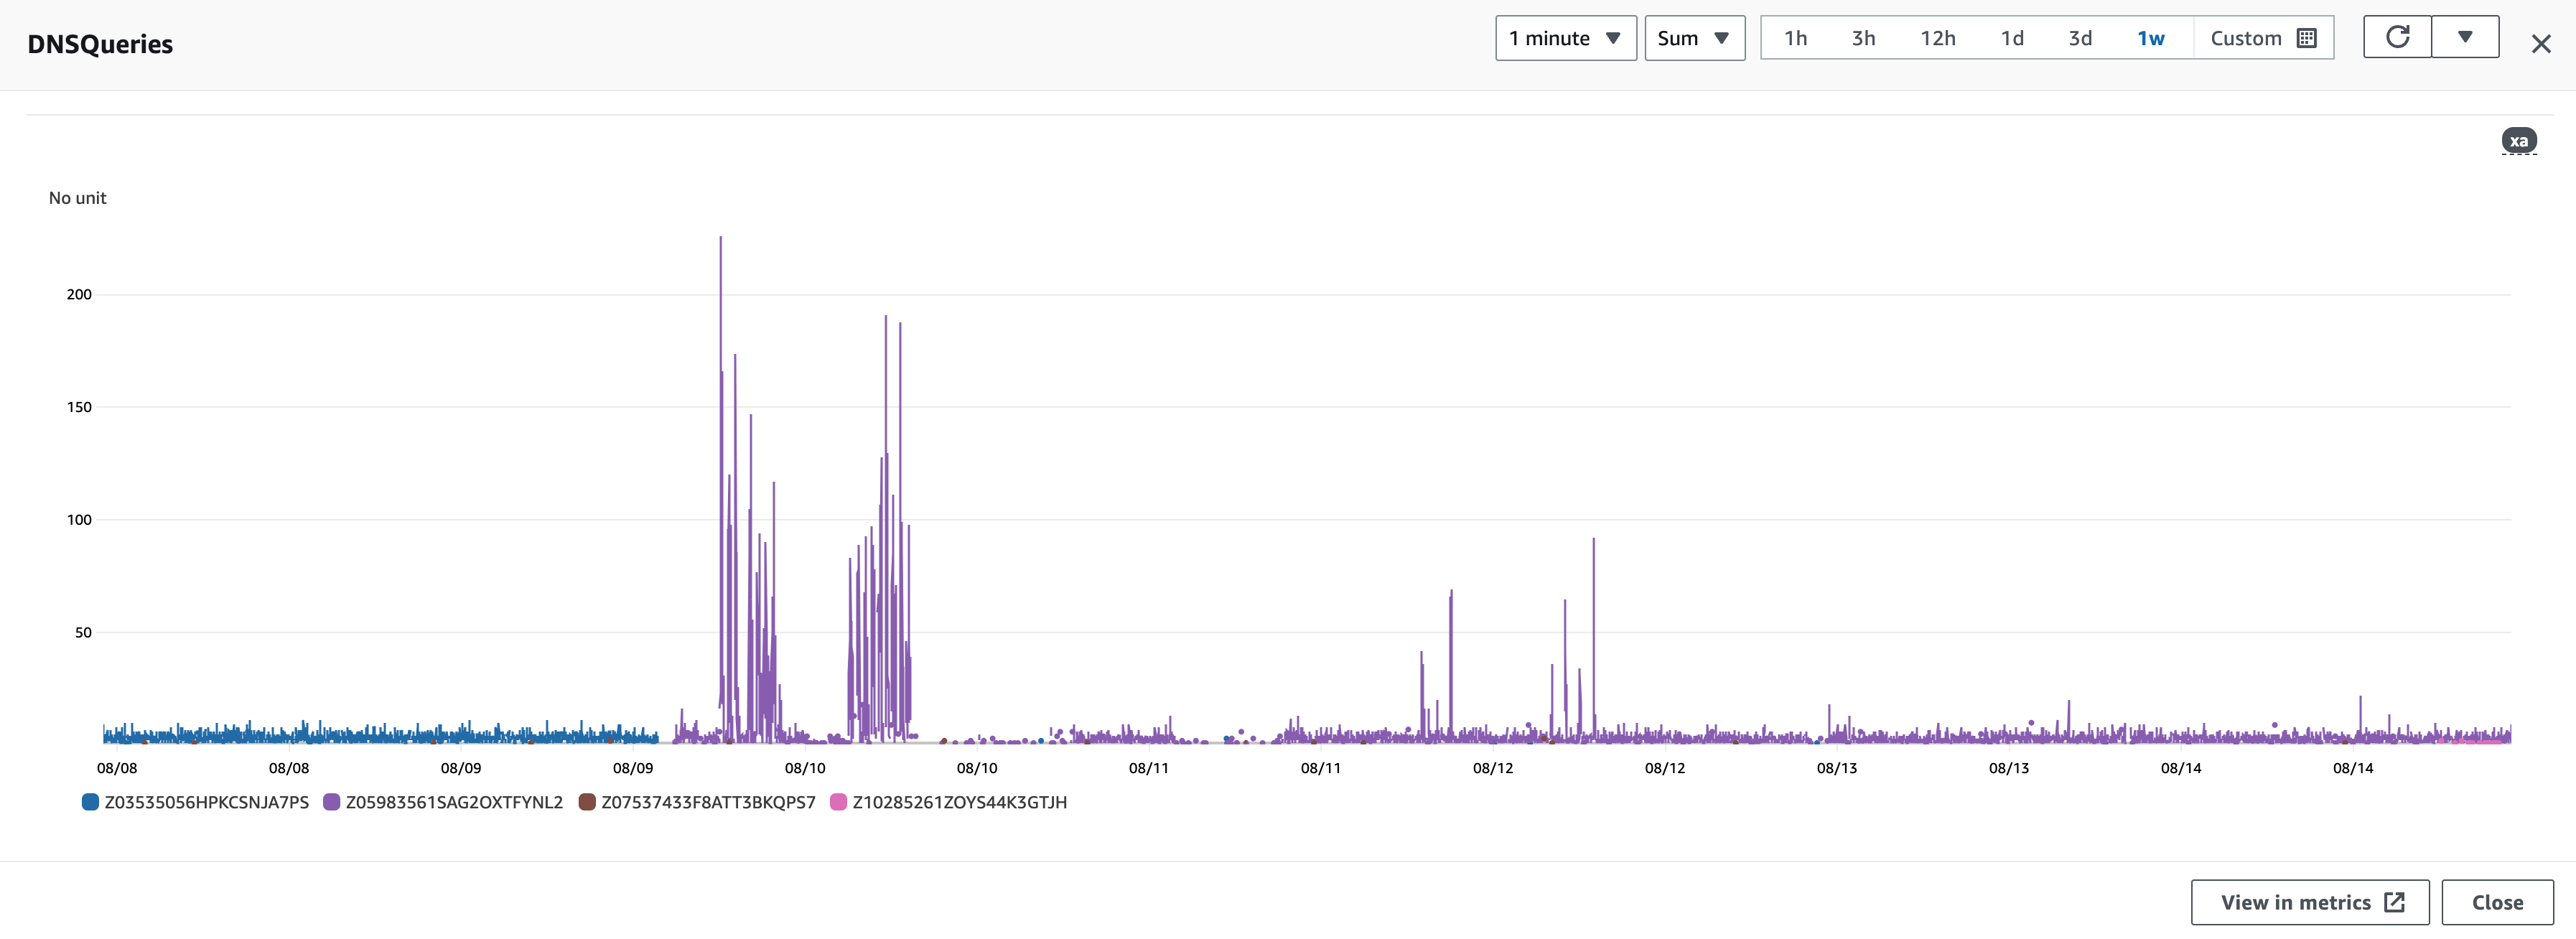 DNSQueries
1 minute ▼ Sum ▼ 1h 3h 12h 1d 3d 1w Custom
xa
No unit
200
150
100
50
08/08 08/08 08/09 08/09 08/10 08/10 08/11 08/11 08/12 08/12 08/13 08/13 08/14 08/14
Z03535056HPKCSNJA7PS Z05983561SAG2OXTFYNL2 Z07537433F8ATT3BKQPS7 Z10285261ZOYS44K3GTJH
View in metrics Close